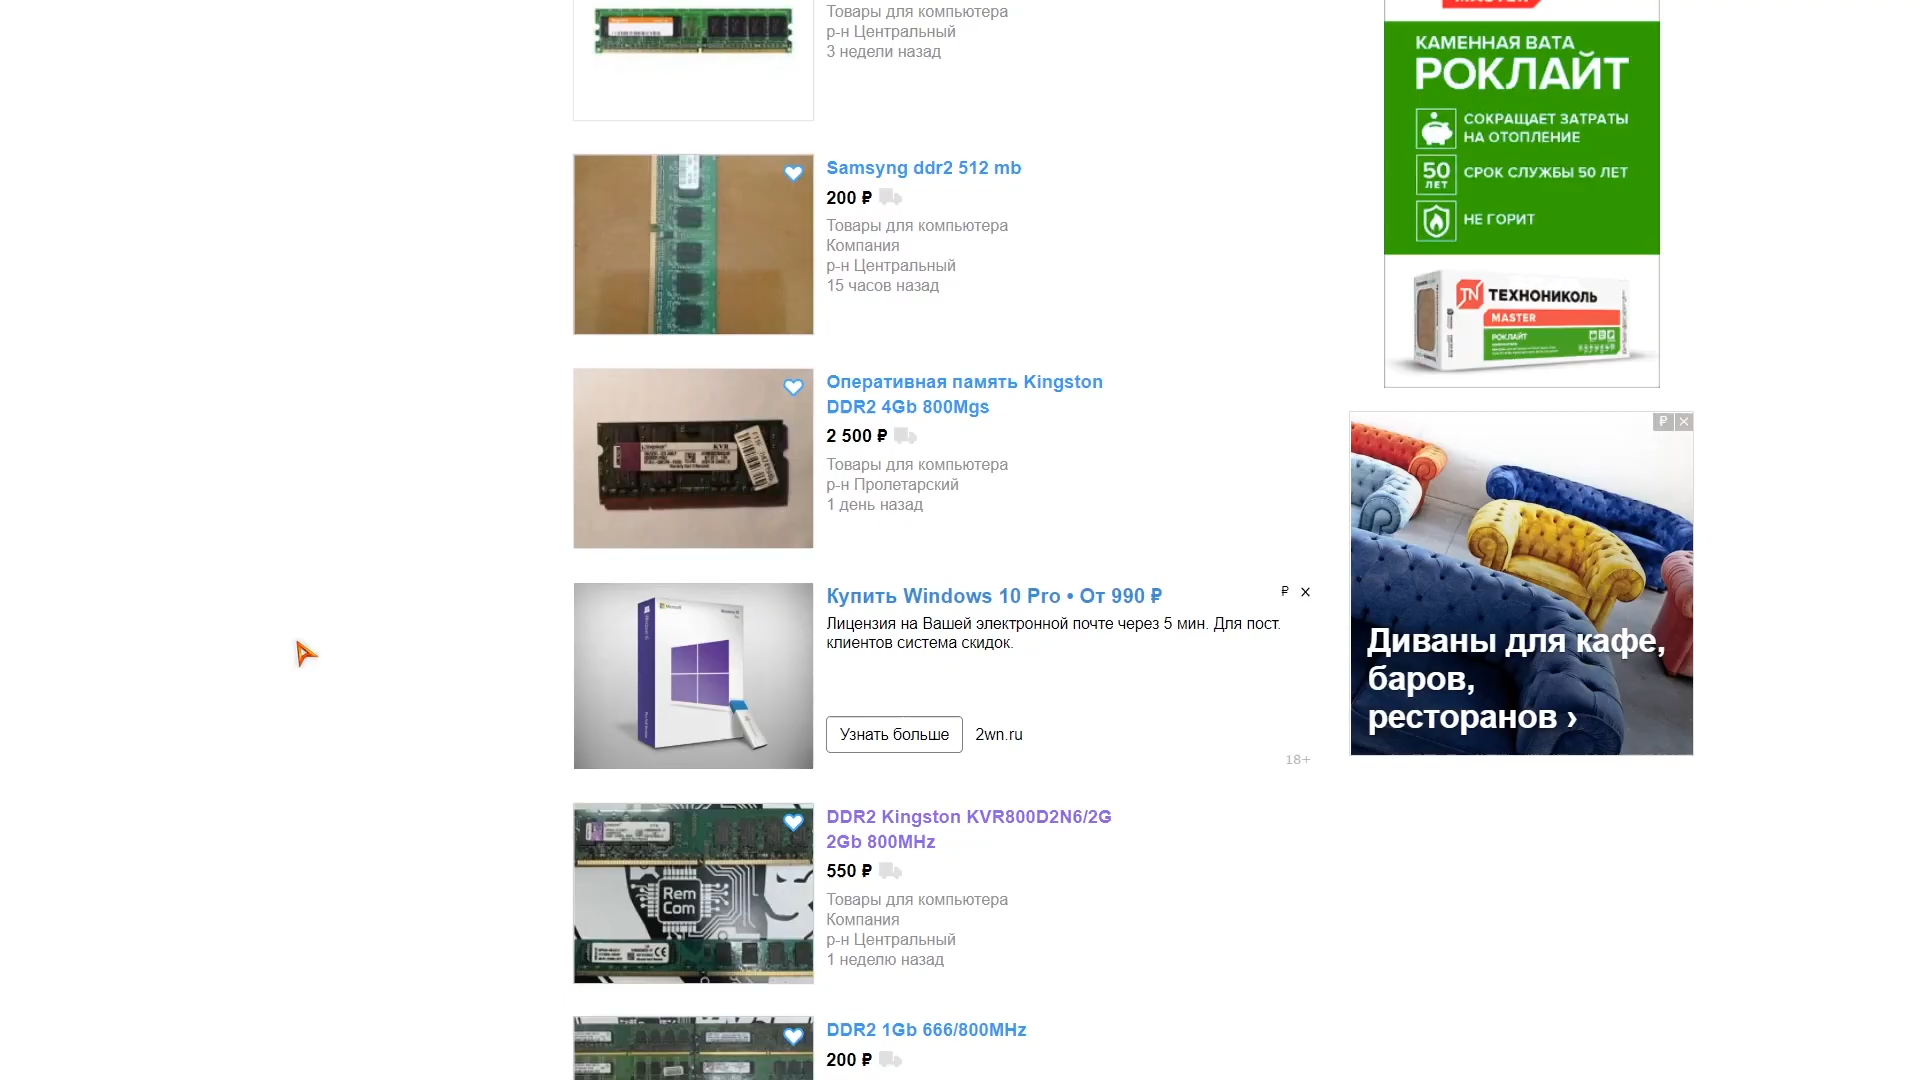 Товары для компьютера
р-н Центральный
3 недели назад
Samsyng ddr2 512 mb
200 ₽
Товары для компьютера
Компания
р-н Центральный
15 часов назад
Оперативная память Kingston
DDR2 4Gb 800Mgs
2 500 ₽
Товары для компьютера
р-н Пролетарский
1 день назад
Купить Windows 10 Pro • От 990 ₽
₽
Лицензия на Вашей электронной почте через 5 мин. Для пост.
клиентов система скидок.
Узнать больше
2wn.ru
18+
DDR2 Kingston KVR800D2N6/2G
2Gb 800MHz
550 ₽
Товары для компьютера
Компания
р-н Центральный
1 неделю назад
Rem
Com
DDR2 1Gb 666/800MHz
200 ₽
КАМЕННАЯ ВАТА
РОКЛАЙТ
СОКРАЩАЕТ ЗАТРАТЫ
НА ОТОПЛЕНИЕ
50
ЛЕТ
СРОК СЛУЖБЫ 50 ЛЕТ
НЕ ГОРИТ
TN
ТЕХНОНИКОЛЬ
MASTER
РОКЛАЙТ
₽
Диваны для кафе,
баров,
ресторанов ›